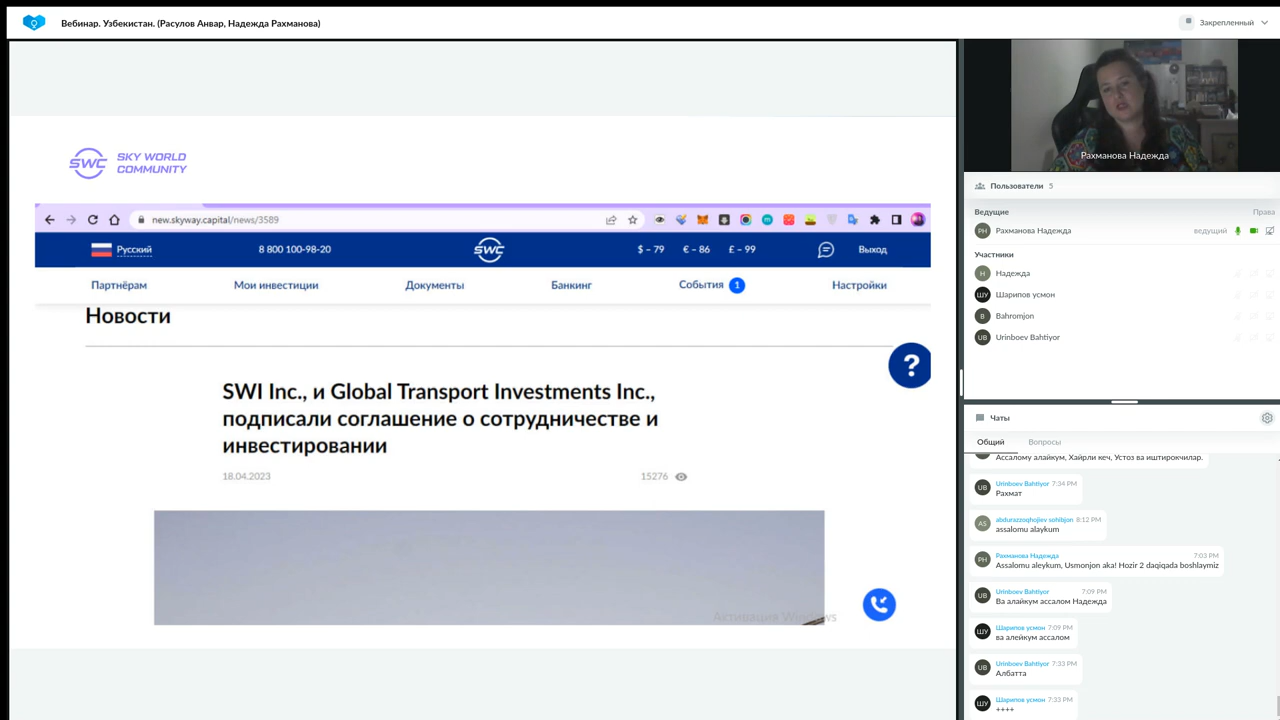 Вебинар. Узбекистан. (Расулов Анвар, Надежда Рахманова)
Закрепленный
SWC SKY WORLD
COMMUNITY
new.skyway.capital/news/3589
Русский
8 800 100-98-20
SWC
$ – 79 € – 86 £ – 99
Выход
Партнёрам
Мои инвестиции
Документы
Банкинг
События 1
Настройки
Новости
?
SWI Inc., и Global Transport Investments Inc.,
подписали соглашение о сотрудничестве и
инвестировании
18.04.2023
15276
Активация Windows
Рахманова Надежда
Пользователи 5
Ведущие
Права
РН Рахманова Надежда ведущий
Участники
Н Надежда
ШУ Шарипов усмон
B Bahromjon
UB Urinboev Bahtiyor
Чаты
Общий
Вопросы
Ассалому алайкум, Хайрли кеч, Устоз ва иштирокчилар.
UB Urinboev Bahtiyor 7:34 PM
Рахмат
AS abdurazzoqhojiev sohibjon 8:12 PM
assalomu alaykum
РН Рахманова Надежда 7:03 PM
Assalomu aleykum, Usmonjon aka! Hozir 2 daqiqada boshlaymiz
UB Urinboev Bahtiyor 7:09 PM
Ва алайкум ассалом Надежда
ШУ Шарипов усмон 7:09 PM
ва алейкум ассалом
UB Urinboev Bahtiyor 7:33 PM
Албатта
ШУ Шарипов усмон 7:33 PM
++++